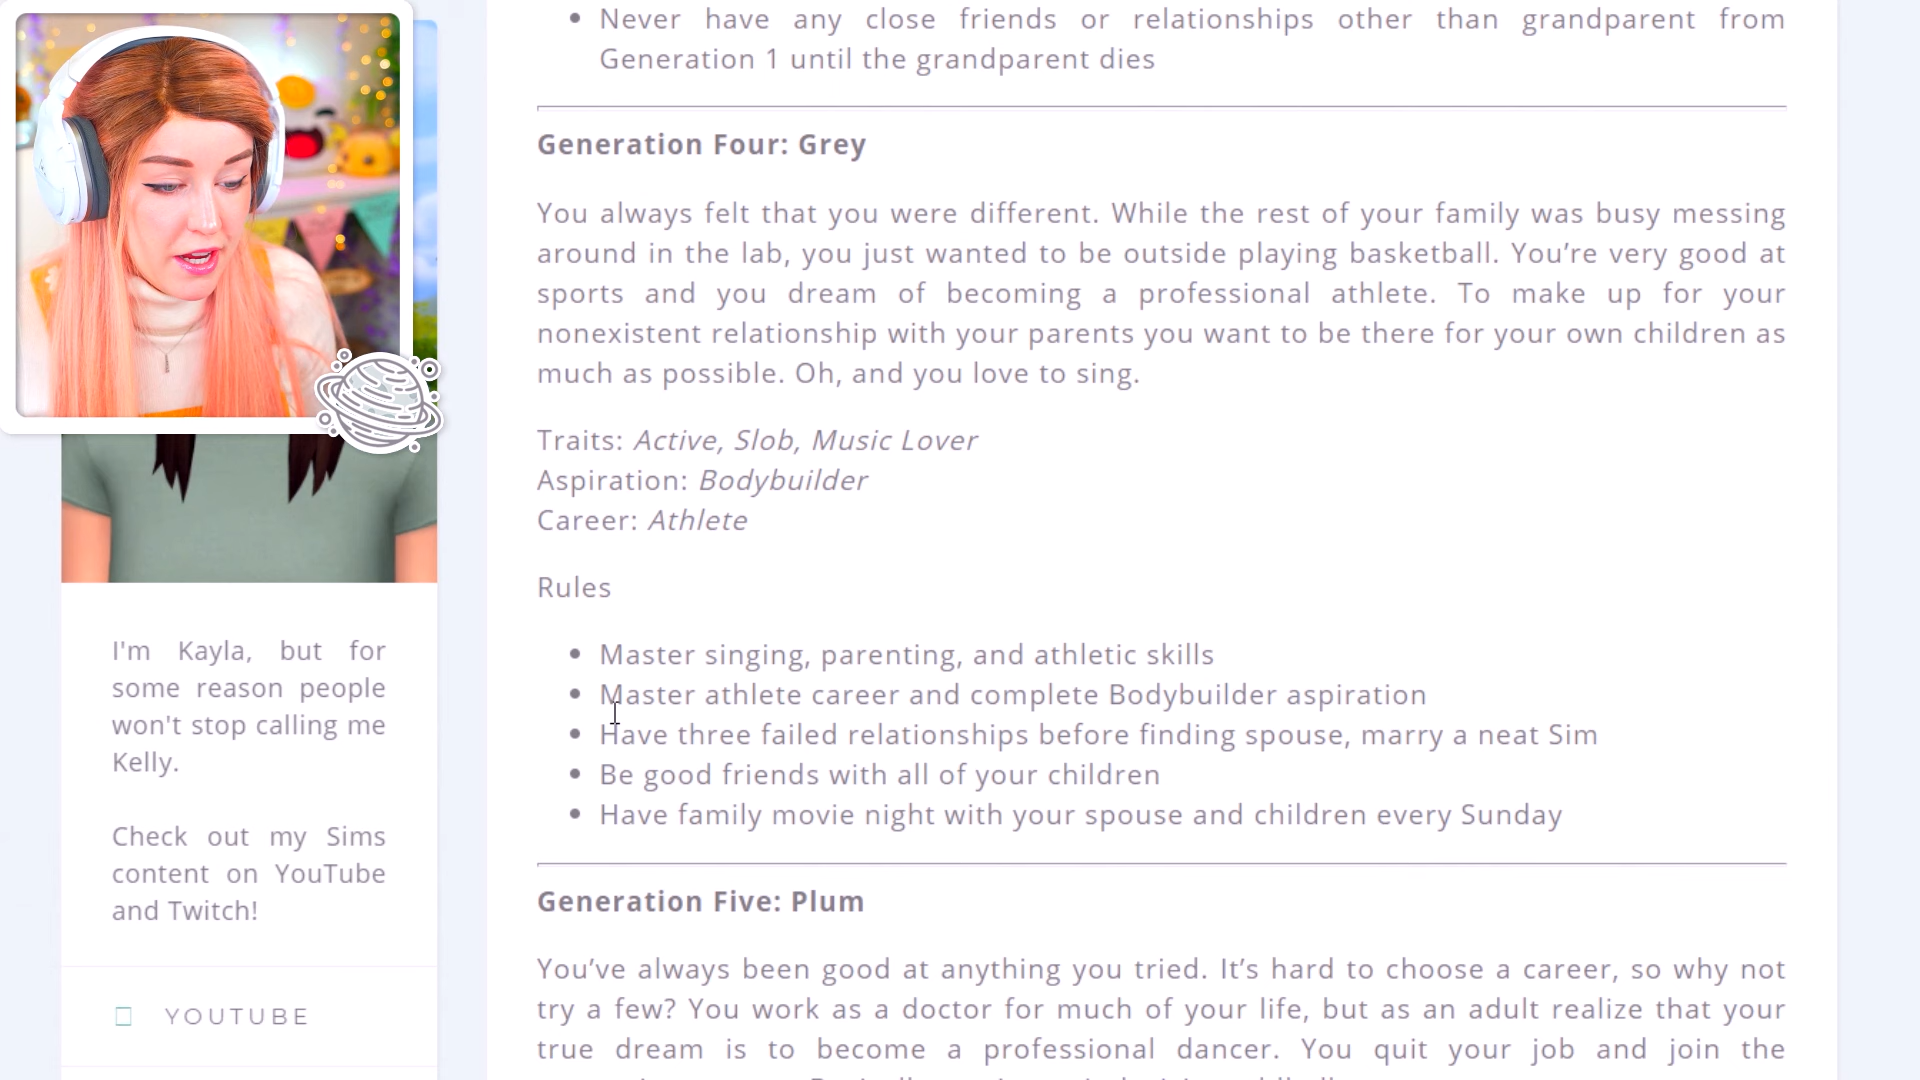 Never have any close friends or relationships other than grandparent from
Generation 1 until the grandparent dies
Generation Four: Grey
You always felt that you were different. While the rest of your family was busy messing
around in the lab, you just wanted to be outside playing basketball. You’re very good at
sports and you dream of becoming a professional athlete. To make up for your
nonexistent relationship with your parents you want to be there for your own children as
much as possible. Oh, and you love to sing.
Traits: Active, Slob, Music Lover
Aspiration: Bodybuilder
Career: Athlete
Rules
Master singing, parenting, and athletic skills
Master athlete career and complete Bodybuilder aspiration
Have three failed relationships before finding spouse, marry a neat Sim
Be good friends with all of your children
Have family movie night with your spouse and children every Sunday
Generation Five: Plum
You’ve always been good at anything you tried. It’s hard to choose a career, so why not
try a few? You work as a doctor for much of your life, but as an adult realize that your
true dream is to become a professional dancer. You quit your job and join the
I'm Kayla, but for
some reason people
won't stop calling me
Kelly.
Check out my Sims
content on YouTube
and Twitch!
YOUTUBE